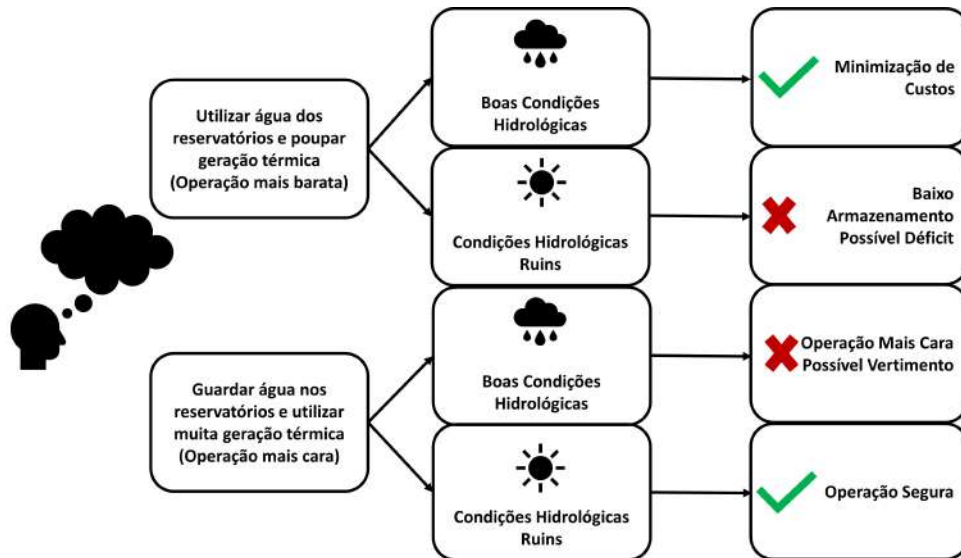 Utilizar água dos
reservatórios e poupar
geração térmica
(Operação mais barata)
Boas Condições
Hidrológicas
Minimização de
Custos
Condições Hidrológicas
Ruins
Baixo
Armazenamento
Possível Déficit
Guardar água nos
reservatórios e utilizar
muita geração térmica
(Operação mais cara)
Boas Condições
Hidrológicas
Operação Mais Cara
Possível Vertimento
Condições Hidrológicas
Ruins
Operação Segura